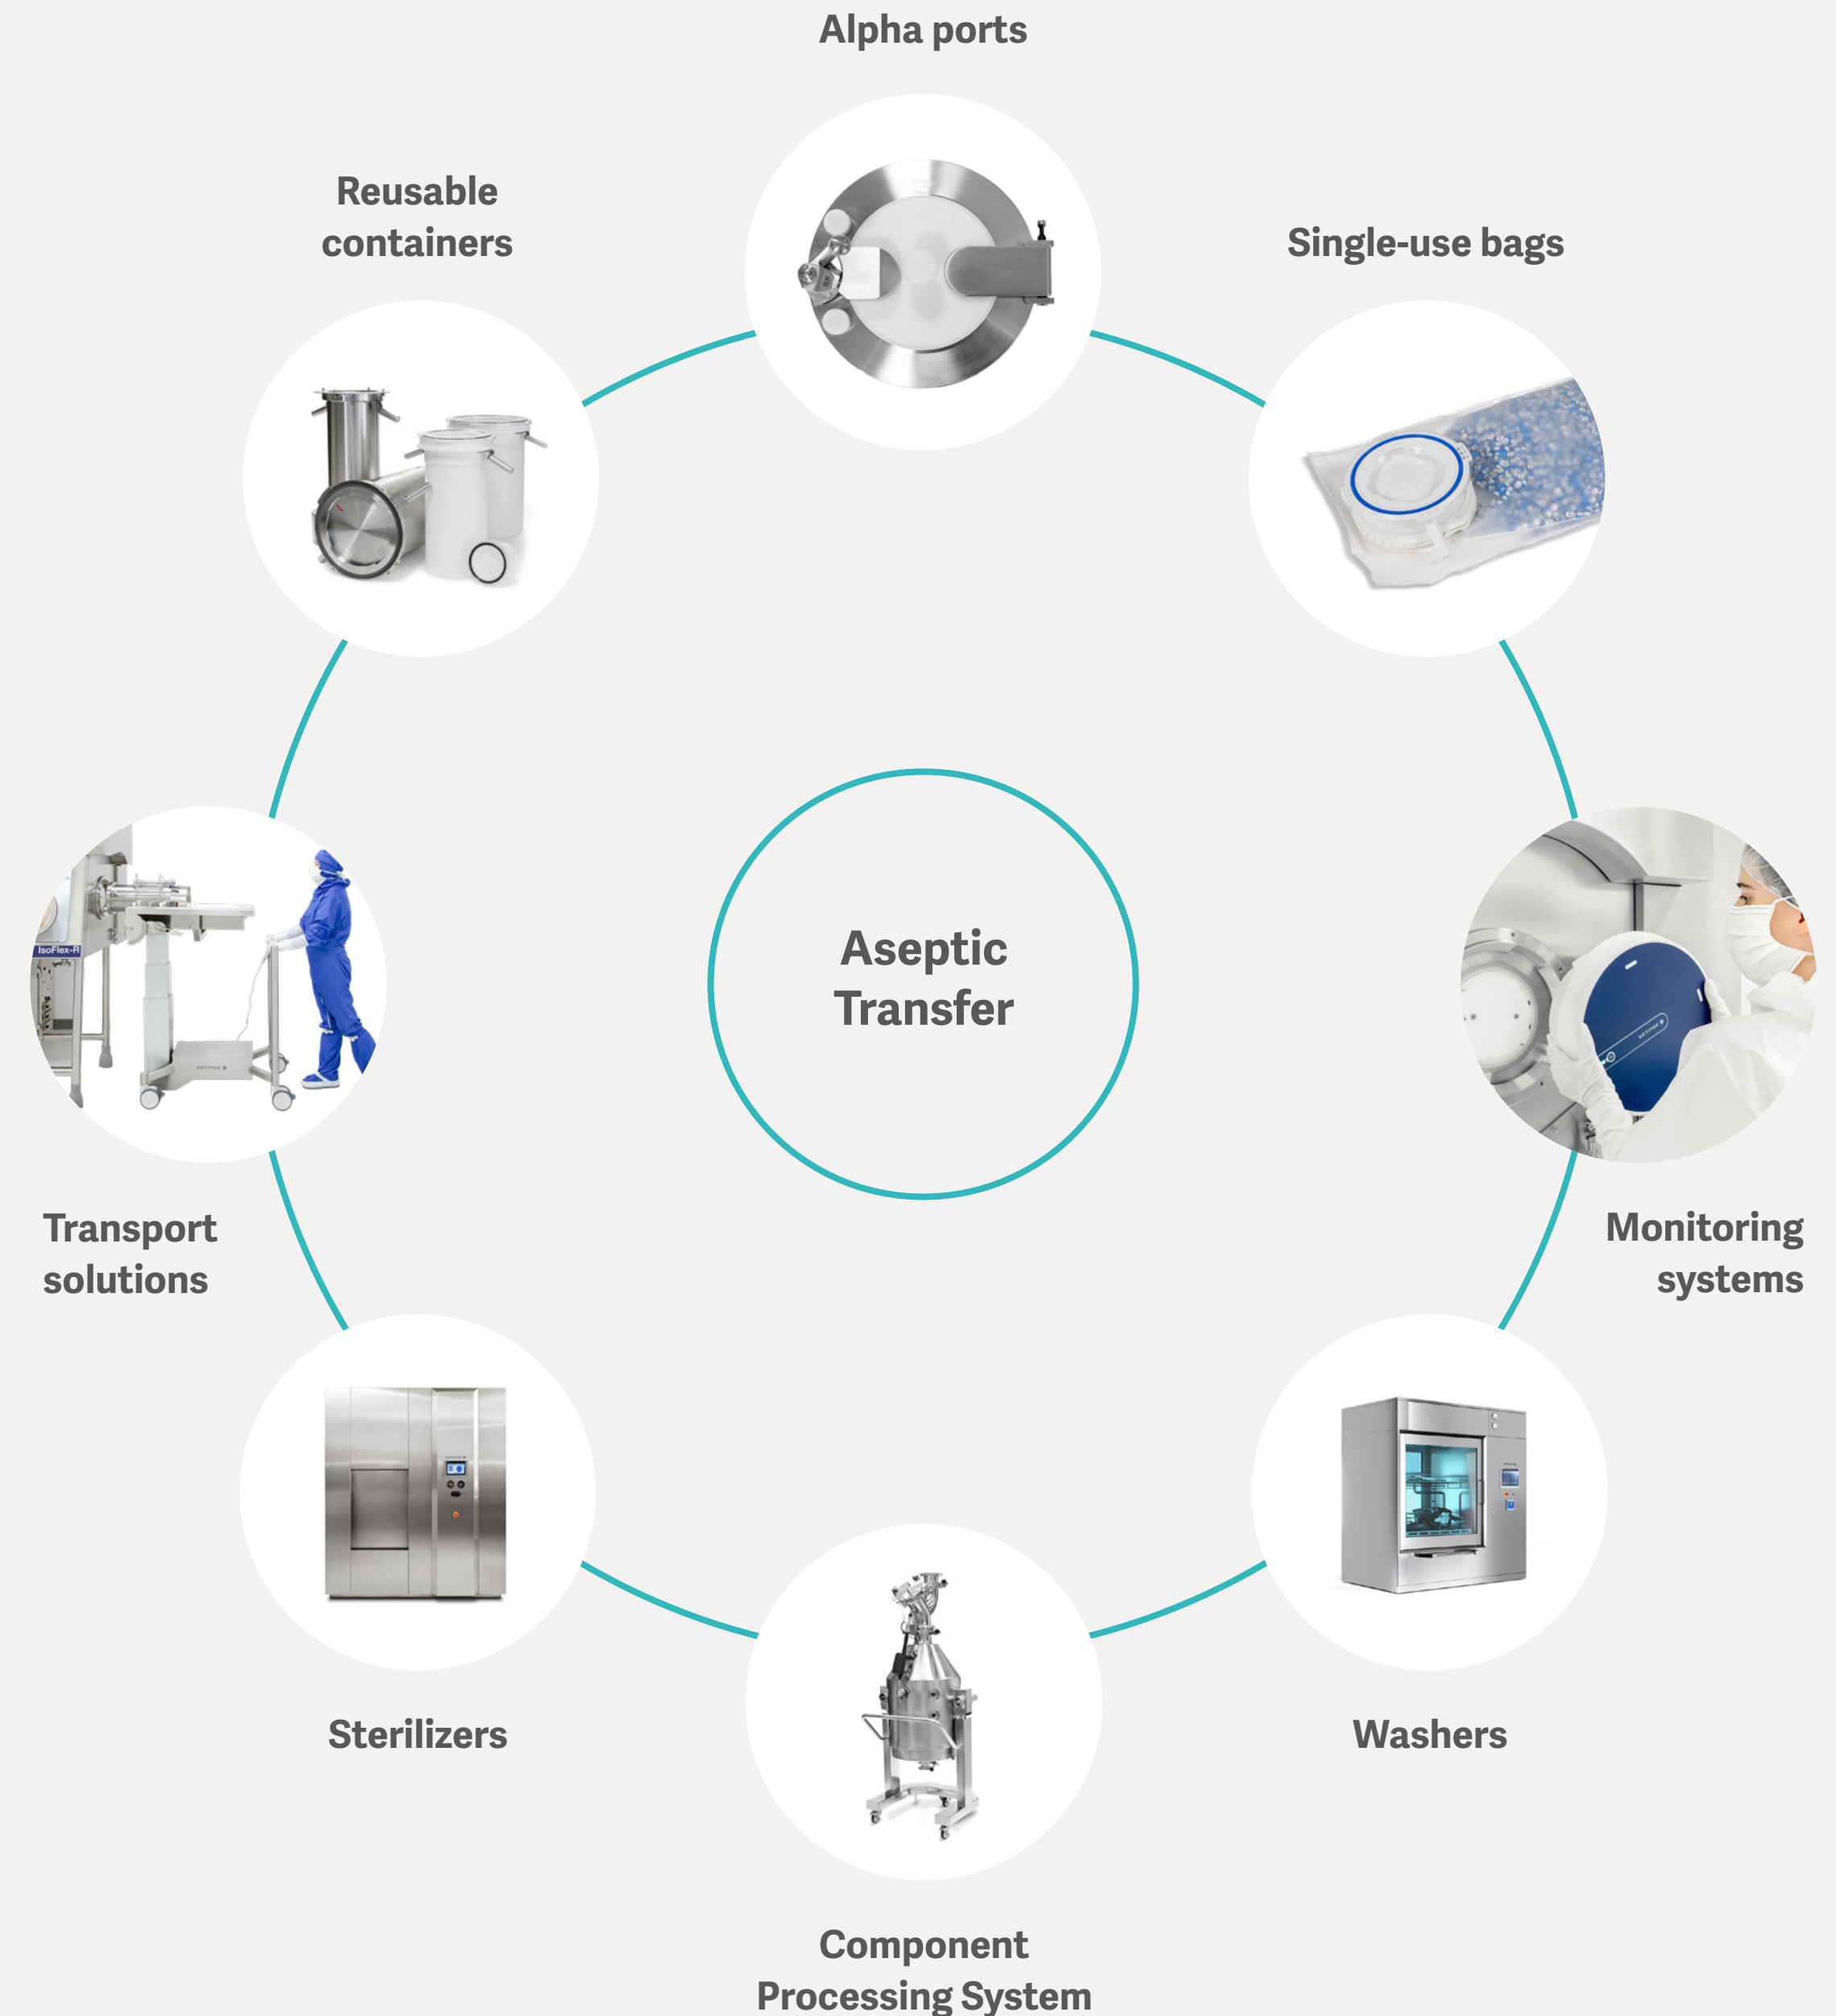 Alpha ports
Reusable
containers
Single-use bags
IsoFlex-R
Aseptic
Transfer
GETINGE
Transport
solutions
Monitoring
systems
Sterilizers
Washers
Component
Processing System